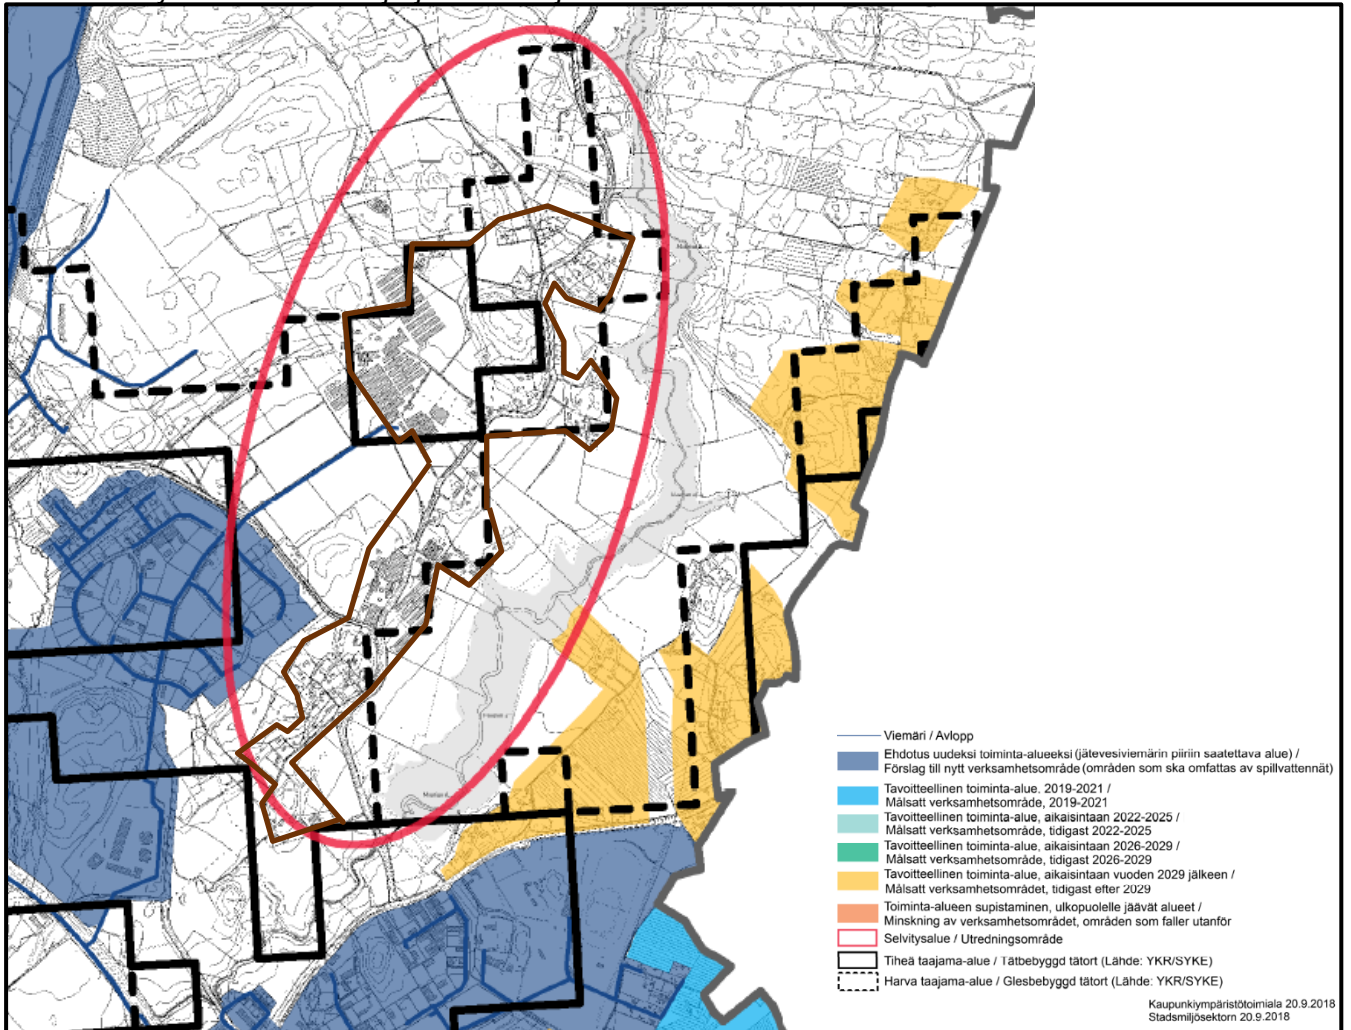 Viemäri / Avlopp
Ehdotus uudeksi toiminta-alueeksi (jätevesiviemärin piiriin saatettava alue) /
Förslag till nytt verksamhetsområde (områden som ska omfattas av spillvattennät)
Tavoitteellinen toiminta-alue, 2019-2021 /
Målsatt verksamhetsområde, 2019-2021
Tavoitteellinen toiminta-alue, aikaisintaan 2022-2025 /
Målsatt verksamhetsområde, tidigast 2022-2025
Tavoitteellinen toiminta-alue, aikaisintaan 2026-2029 /
Målsatt verksamhetsområde, tidigast 2026-2029
Tavoitteellinen toiminta-alue, aikaisintaan vuoden 2029 jälkeen /
Målsatt verksamhetsområdet, tidigast efter 2029
Toiminta-alueen supistaminen, ulkopuolelle jäävät alueet /
Minskning av verksamhetsområdet, områden som faller utanför
Selvitysalue / Utredningsområde
Tiheä taajama-alue / Tätbebyggd tätort (Lähde: YKR/SYKE)
Harva taajama-alue / Glesbebyggd tätort (Lähde: YKR/SYKE)
Kaupunkiympäristötoimiala 20.9.2018
Stadsmiljösektorn 20.9.2018